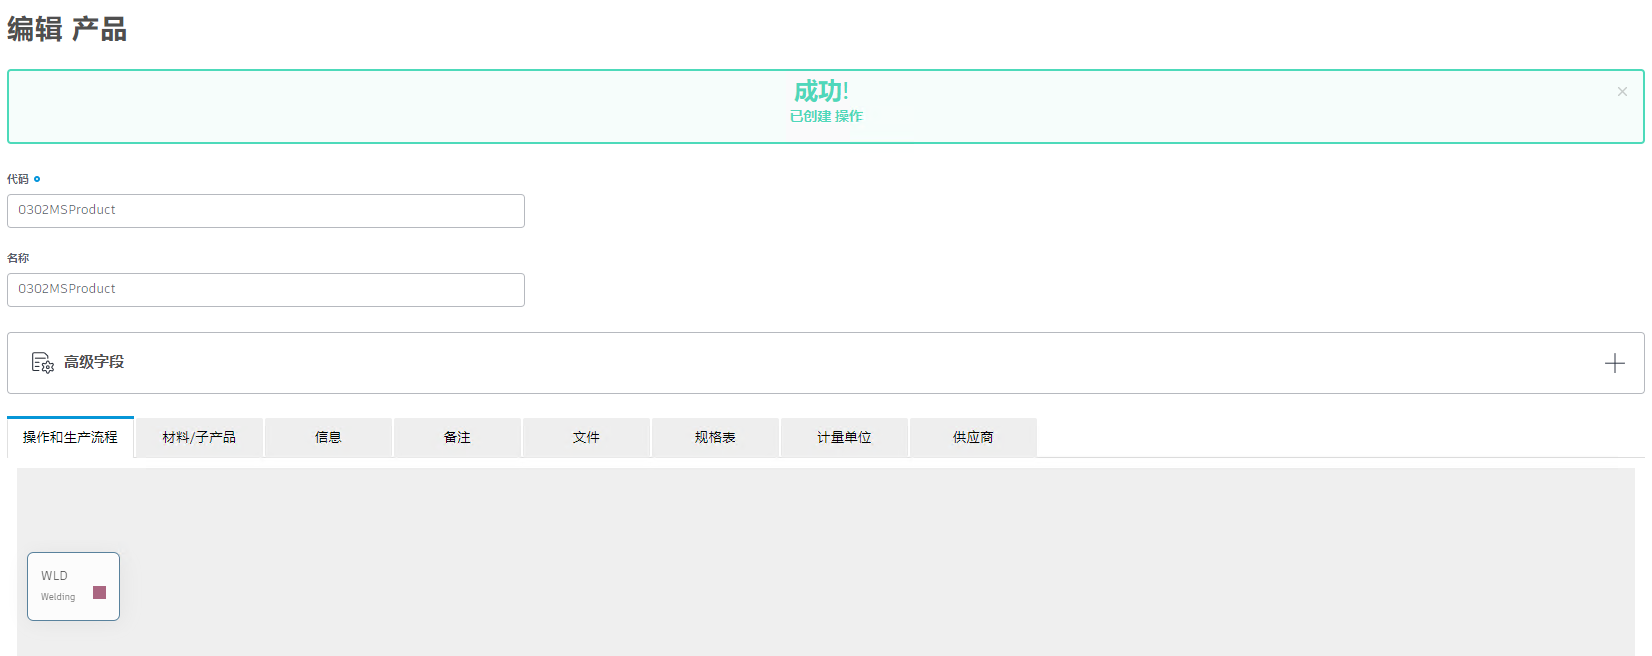 编辑 产品
成功!
已创建 操作
代码
0302MSProduct
名称
0302MSProduct
高级字段
操作和生产流程 材料/子产品 信息 备注 文件 规格表 计量单位 供应商
WLD
Welding